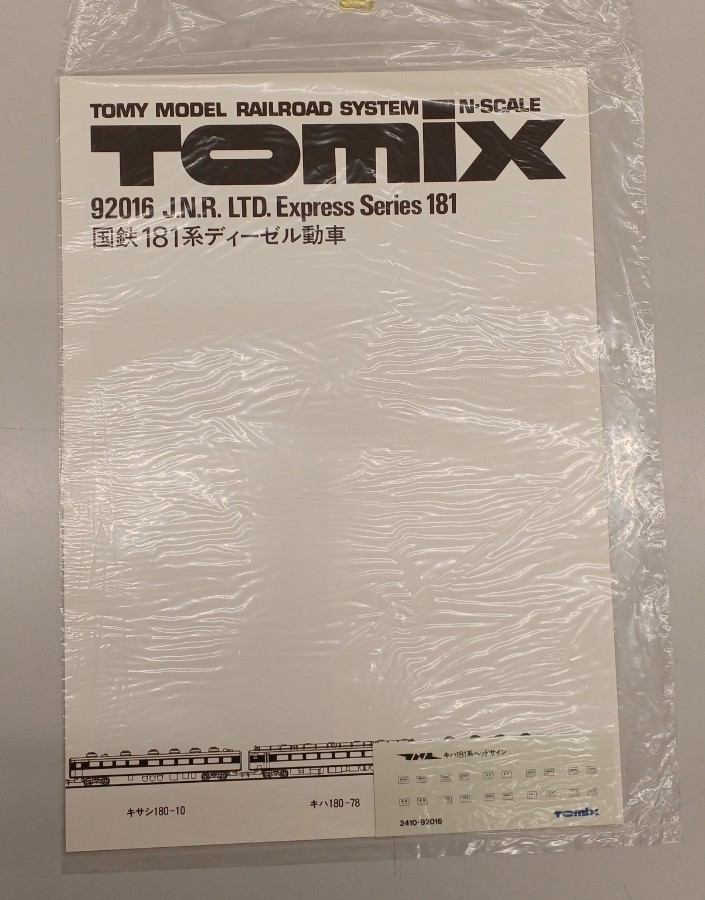 TOMY MODEL RAILROAD SYSTEM N-SCALE
TOMIX
92016 J.N.R. LTD. Express Series 181
国鉄181系ディーゼル動車
キハ181系ヘッドサイン
キサシ180-10
キハ180-78
2410-92016
TOMIX